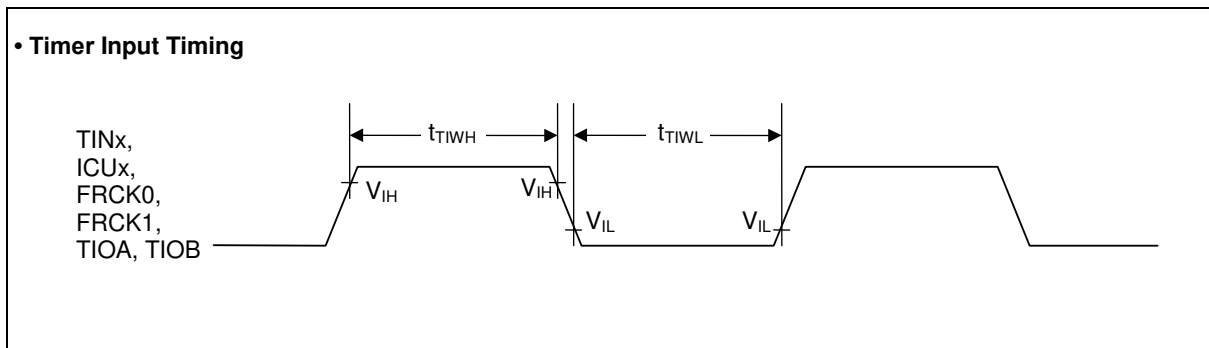 • Timer Input Timing
TINx,
ICUx,
FRCK0,
FRCK1,
TIOA, TIOB
tTIWH
tTIWL
VIH
VIH
VIL
VIL